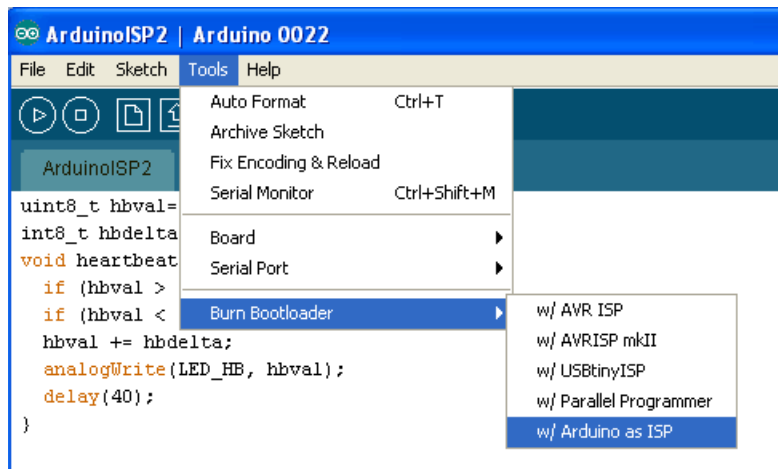 ArduinoISP2 | Arduino 0022
File Edit Sketch Tools Help
Auto Format Ctrl+T
Archive Sketch
Fix Encoding & Reload
Serial Monitor Ctrl+Shift+M
Board
Serial Port
Burn Bootloader
w/ AVR ISP
w/ AVRISP mkII
w/ USBtinyISP
w/ Parallel Programmer
w/ Arduino as ISP
ArduinoISP2
uint8_t hbval=
int8_t hbdelta
void heartbeat
if (hbval >
if (hbval <
hbval += hbdelta;
analogWrite(LED_HB, hbval);
delay(40);
}